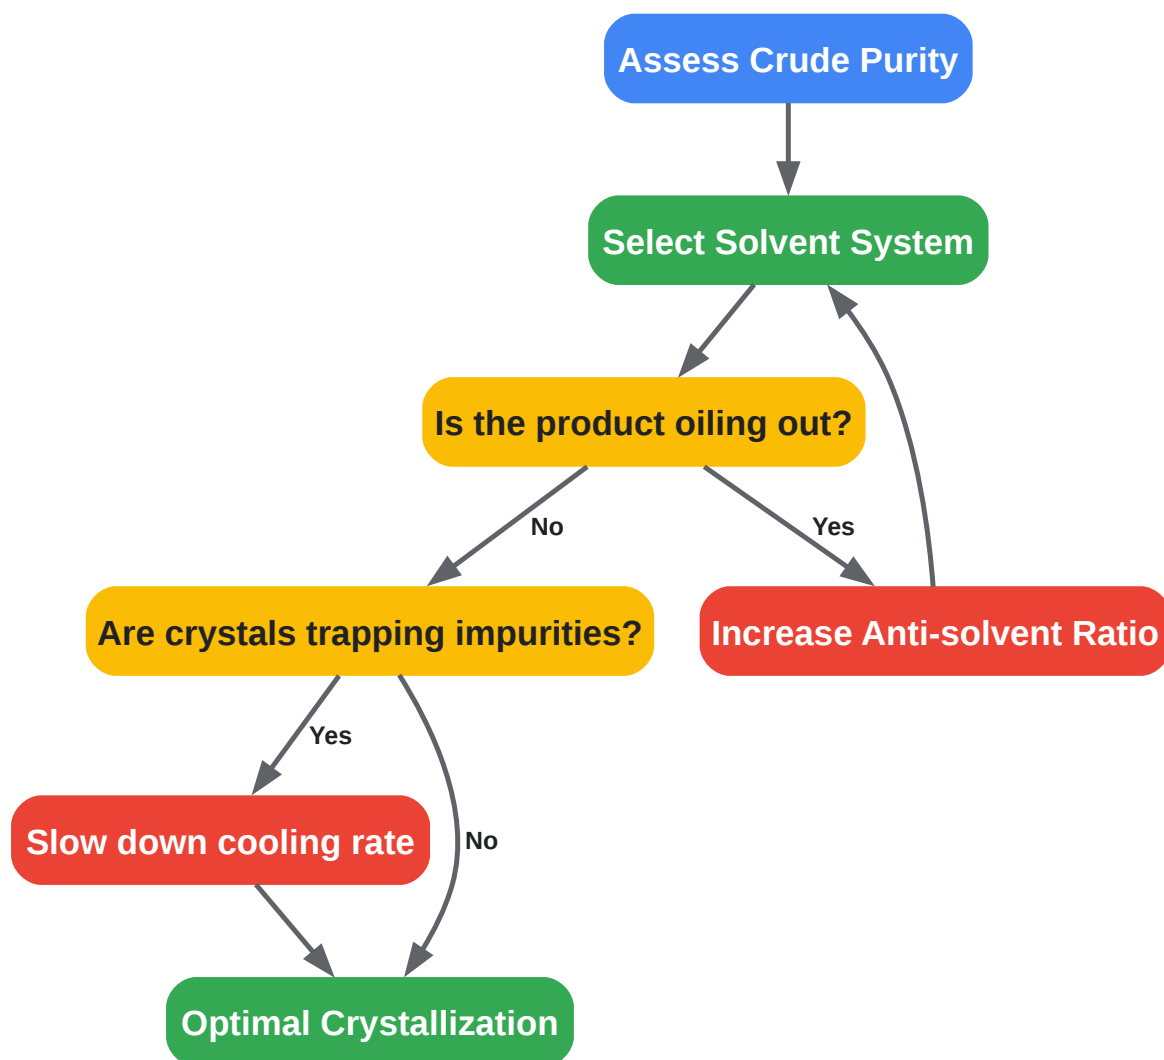 Assess Crude Purity
Select Solvent System
Is the product oiling out?
No
Yes
Are crystals trapping impurities?
Increase Anti-solvent Ratio
Yes
Slow down cooling rate
No
Optimal Crystallization